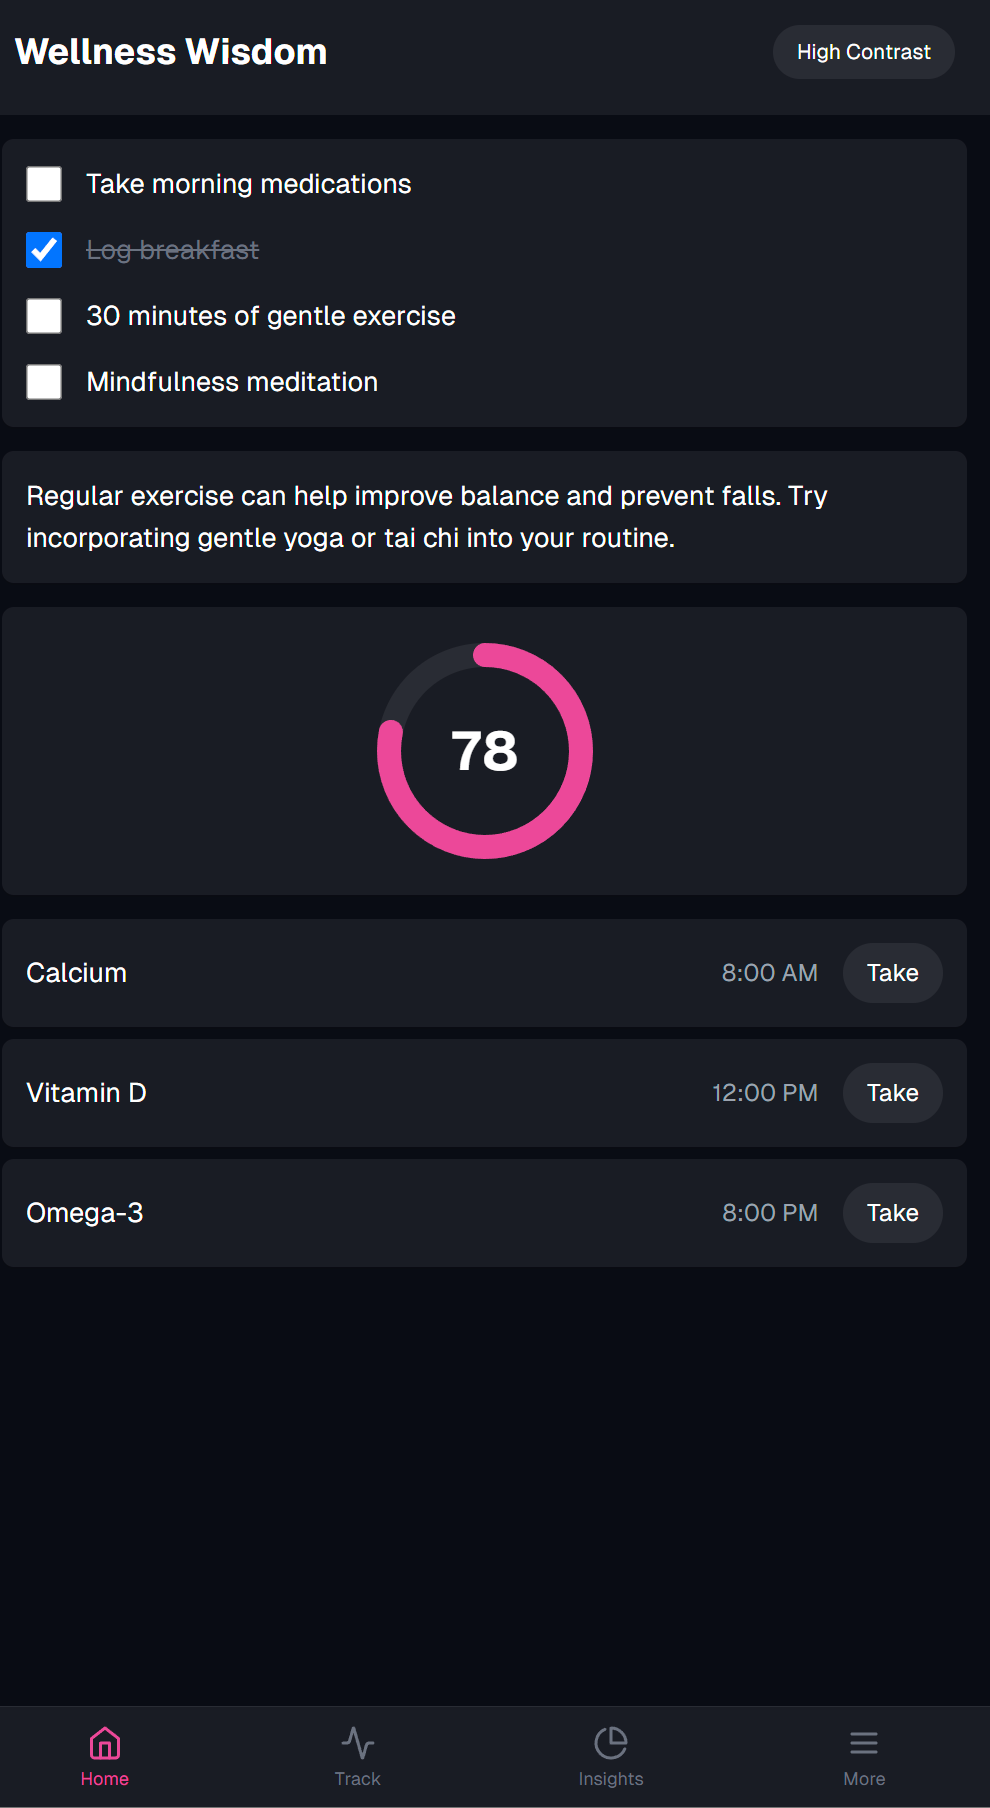 Wellness Wisdom
High Contrast
Take morning medications
Log breakfast
30 minutes of gentle exercise
Mindfulness meditation
Regular exercise can help improve balance and prevent falls. Try
incorporating gentle yoga or tai chi into your routine.
78
Calcium 8:00 AM Take
Vitamin D 12:00 PM Take
Omega-3 8:00 PM Take
Home Track Insights More